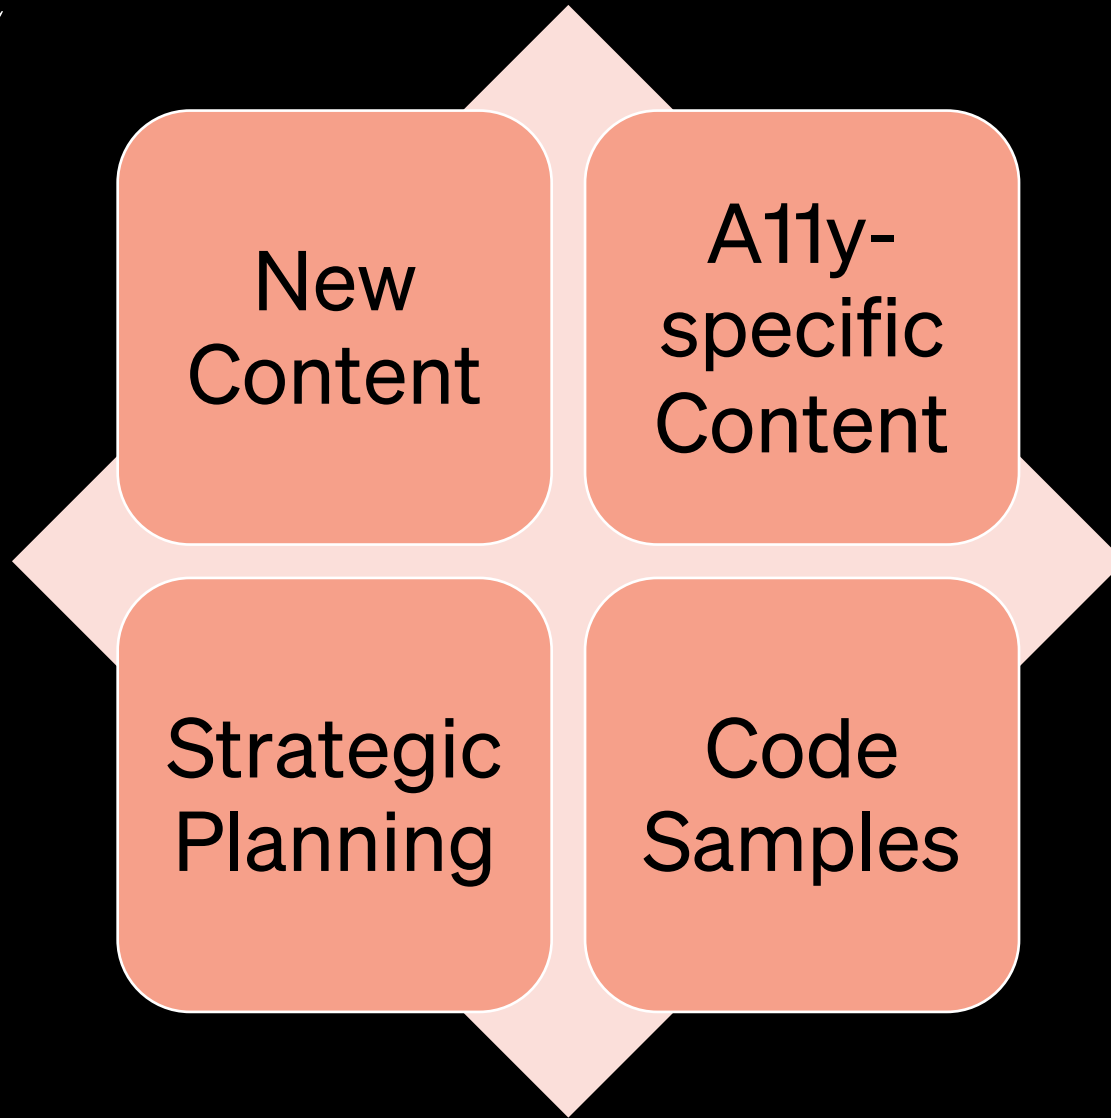 New
Content
A11y-
specific
Content
Strategic
Planning
Code
Samples